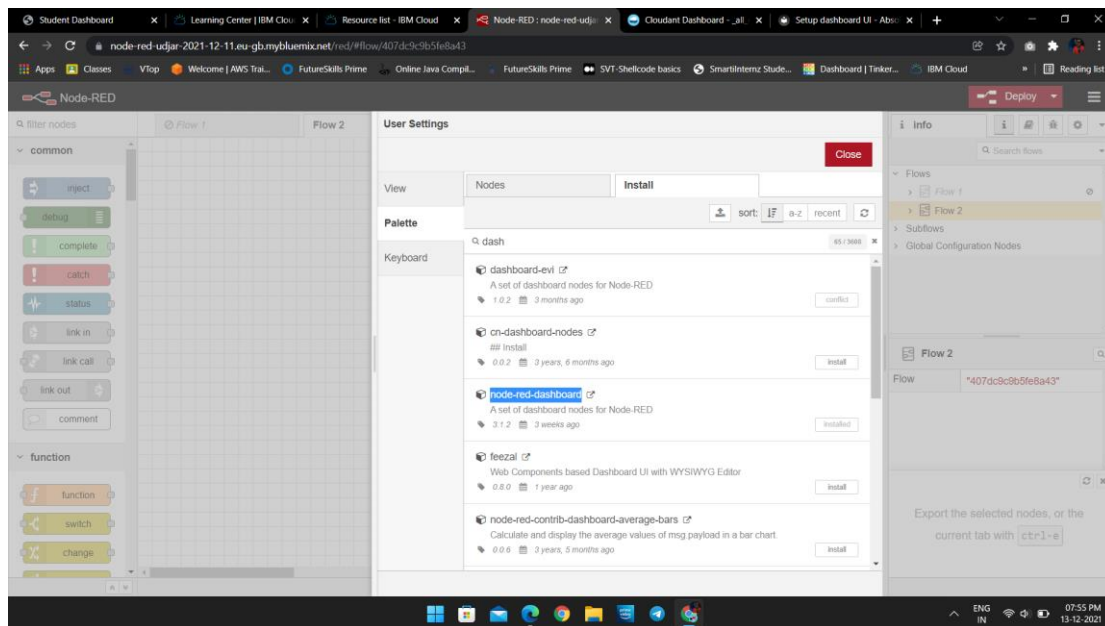 Student Dashboard
Learning Center | IBM Clou
Resource list - IBM Cloud
Node-RED : node-red-udjar
Cloudant Dashboard - _all_
Setup dashboard UI - Abso
node-red-udjar-2021-12-11.eu-gb.mybluemix.net/red/#flow/407dc9c9b5fe8a43
Apps
Classes
VTop
Welcome | AWS Trai...
FutureSkills Prime
Online Java Compil...
FutureSkills Prime
SVT-Shellcode basics
SmartiInternz Stude...
Dashboard | Tinker...
IBM Cloud
»
Reading list
Node-RED
Deploy
filter nodes
Flow 1
Flow 2
common
inject
debug
complete
catch
status
link in
link call
link out
comment
function
function
switch
change
User Settings
Close
View
Palette
Keyboard
Nodes
Install
sort:
a-z
recent
dash
85 / 3688
dashboard-evi
A set of dashboard nodes for Node-RED
1.0.2 3 months ago
conflict
cn-dashboard-nodes
## Install
0.0.2 3 years, 6 months ago
install
node-red-dashboard
A set of dashboard nodes for Node-RED
3.1.2 3 weeks ago
installed
feezal
Web Components based Dashboard UI with WYSIWYG Editor
0.8.0 1 year ago
install
node-red-contrib-dashboard-average-bars
Calculate and display the average values of msg.payload in a bar chart.
0.0.6 3 years, 5 months ago
install
i info
i
Search flows
Flows
Flow 1
Flow 2
Subflows
Global Configuration Nodes
Flow 2
Flow "407dc9c9b5fe8a43"
Export the selected nodes, or the
current tab with ctrl-e
ENG
IN
07:55 PM
13-12-2021